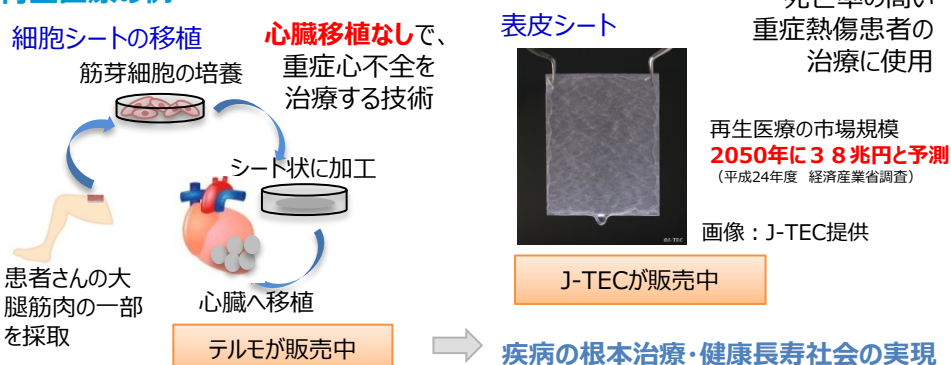 細胞シートの移植
心臓移植なしで、
重症心不全を
治療する技術
筋芽細胞の培養
シート状に加工
患者さんの大
腿筋肉の一部
を採取
心臓へ移植
テルモが販売中
表皮シート
死亡率の高い
重症熱傷患者の
治療に使用
再生医療の市場規模
2050年に３８兆円と予測
（平成24年度 経済産業省調査）
画像：J-TEC提供
J-TECが販売中
疾病の根本治療・健康長寿社会の実現